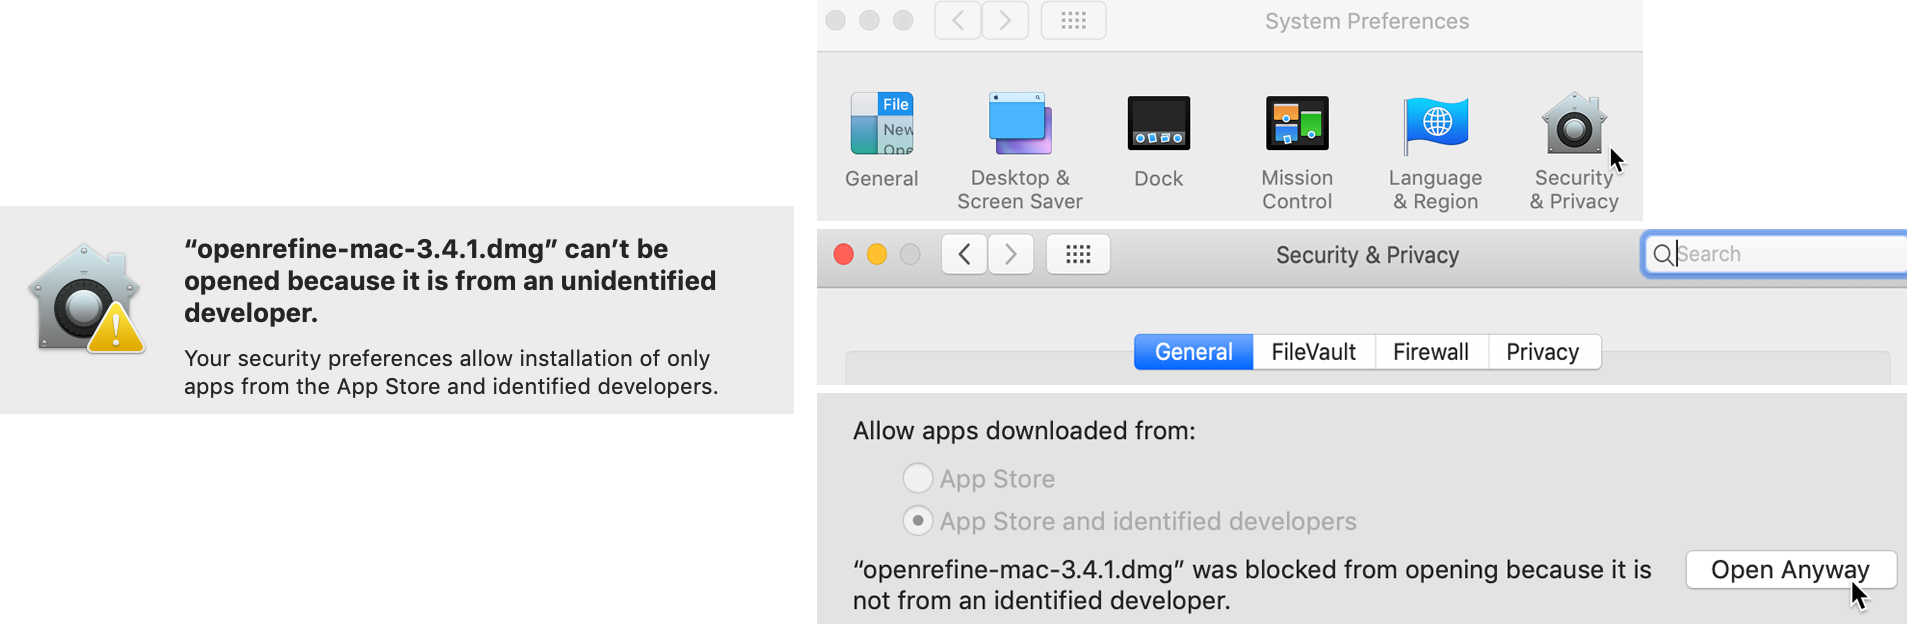 “openrefine-mac-3.4.1.dmg” can’t be
opened because it is from an unidentified
developer.
Your security preferences allow installation of only
apps from the App Store and identified developers.
System Preferences
File
New
Ope
General
Desktop &
Screen Saver
Dock
Mission
Control
Language
& Region
Security
& Privacy
Security & Privacy
Search
General FileVault Firewall Privacy
Allow apps downloaded from:
App Store
App Store and identified developers
“openrefine-mac-3.4.1.dmg” was blocked from opening because it is
not from an identified developer.
Open Anyway